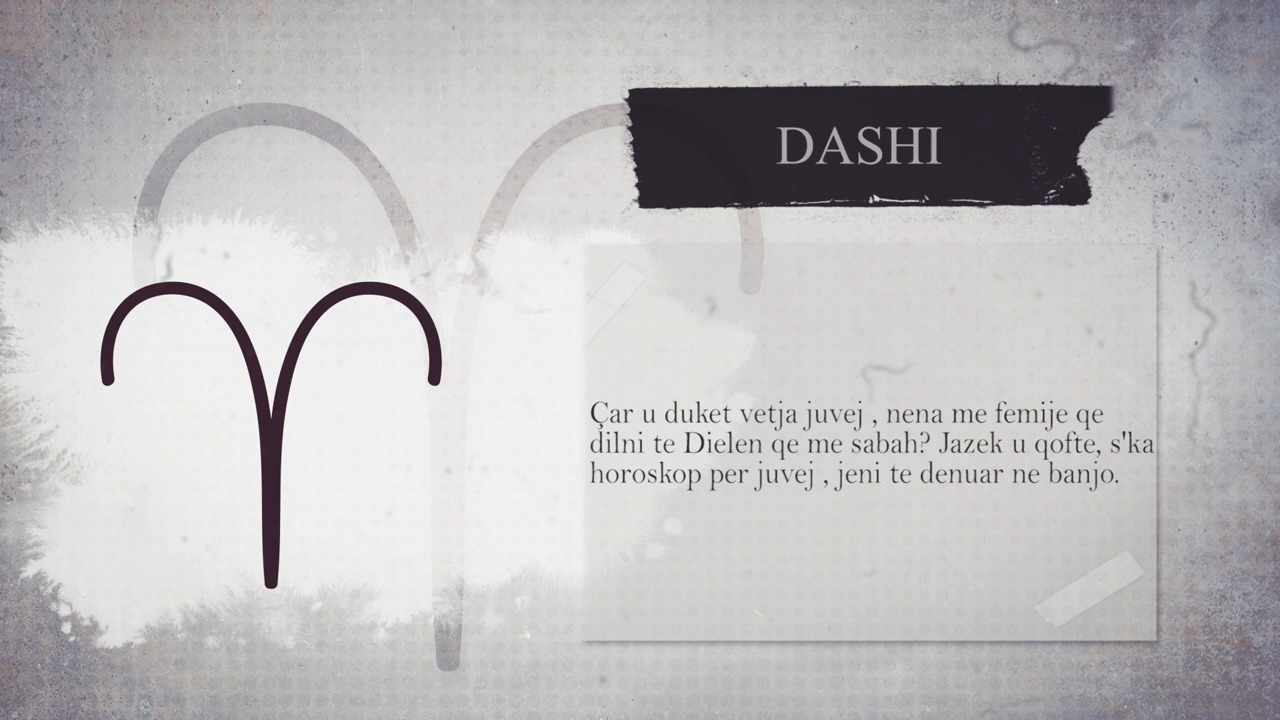 DASHI
Çar u duket vetja juvej , nena me femije qe
dilni te Dielen qe me sabah? Jazek u qofte, s'ka
horoskop per juvej , jeni te denuar ne banjo.